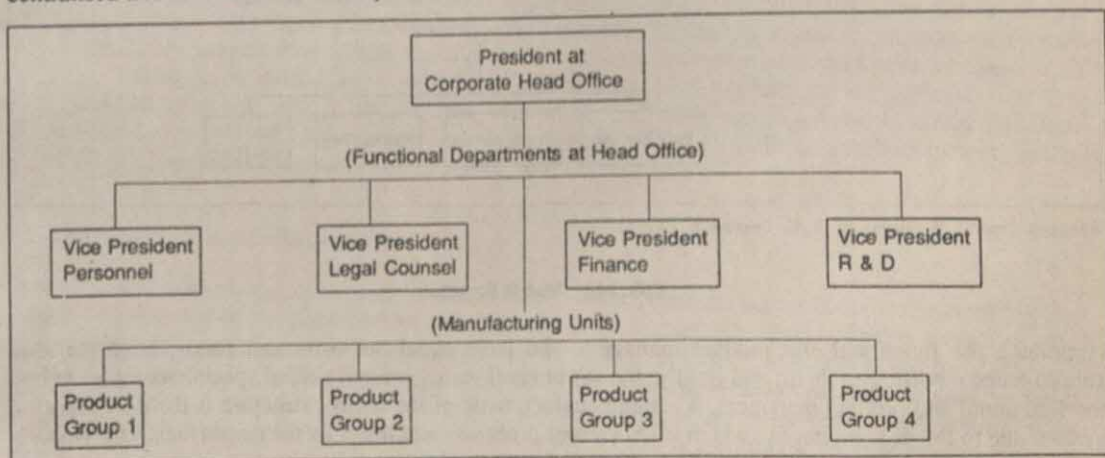 President at
Corporate Head Office
(Functional Departments at Head Office)
Vice President
Personnel
Vice President
Legal Counsel
Vice President
Finance
Vice President
R & D
(Manufacturing Units)
Product
Group 1
Product
Group 2
Product
Group 3
Product
Group 4